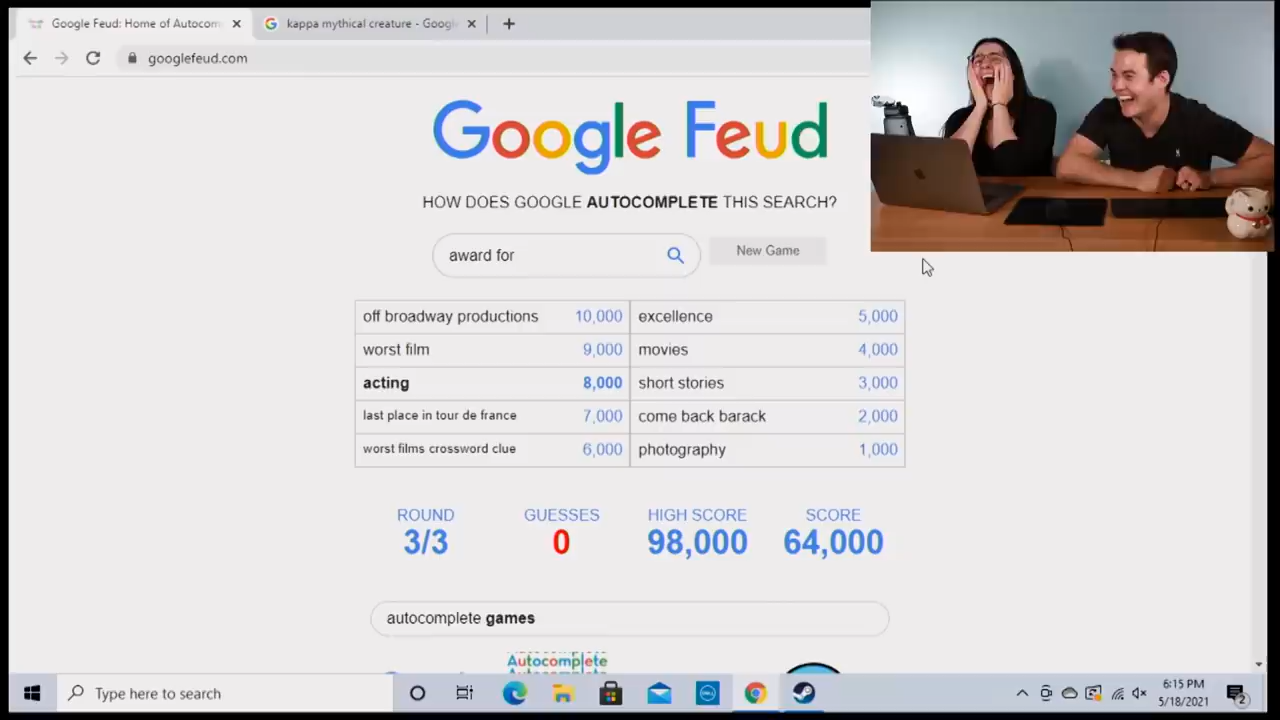 Google Feud: Home of Autocom
kappa mythical creature - Google
googlefeud.com
Google Feud
HOW DOES GOOGLE AUTOCOMPLETE THIS SEARCH?
award for
New Game
off broadway productions 10,000 excellence 5,000
worst film 9,000 movies 4,000
acting 8,000 short stories 3,000
last place in tour de france 7,000 come back barack 2,000
worst films crossword clue 6,000 photography 1,000
ROUND GUESSES HIGH SCORE SCORE
3/3 0 98,000 64,000
autocomplete games
Autocomplete
Type here to search
6:15 PM
5/18/2021
2